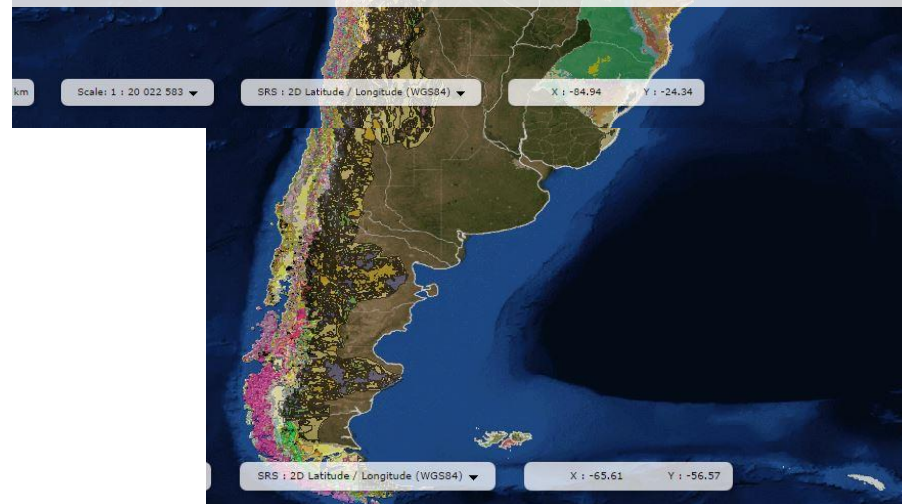 km Scale: 1 : 20 022 583 SRS : 2D Latitude / Longitude (WGS84) X : -84.94 Y : -24.34
SRS : 2D Latitude / Longitude (WGS84) X : -65.61 Y : -56.57